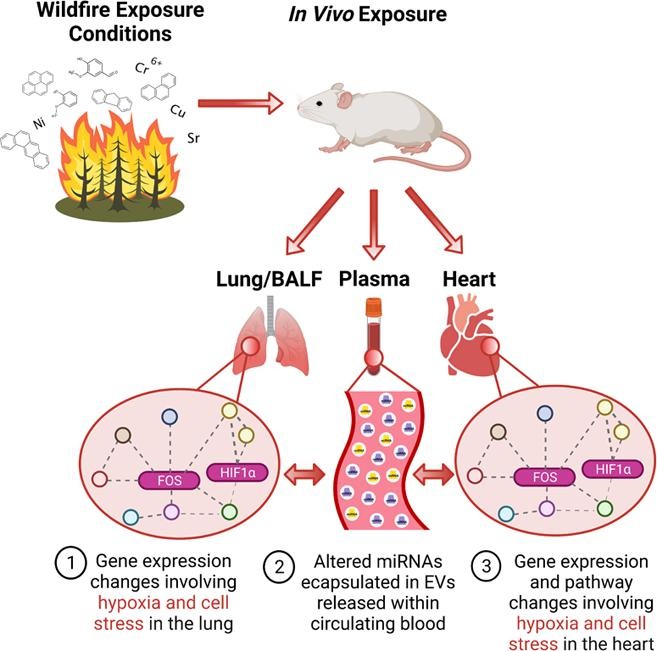 Wildfire Exposure
Conditions
In Vivo Exposure
Cr 6+
Cu
Ni
Sr
Lung/BALF
Plasma
Heart
FOS
HIF1α
FOS
HIF1α
1
Gene expression
changes involving
hypoxia and cell
stress in the lung
2
Altered miRNAs
ecapsulated in EVs
released within
circulating blood
3
Gene expression
and pathway
changes involving
hypoxia and cell
stress in the heart